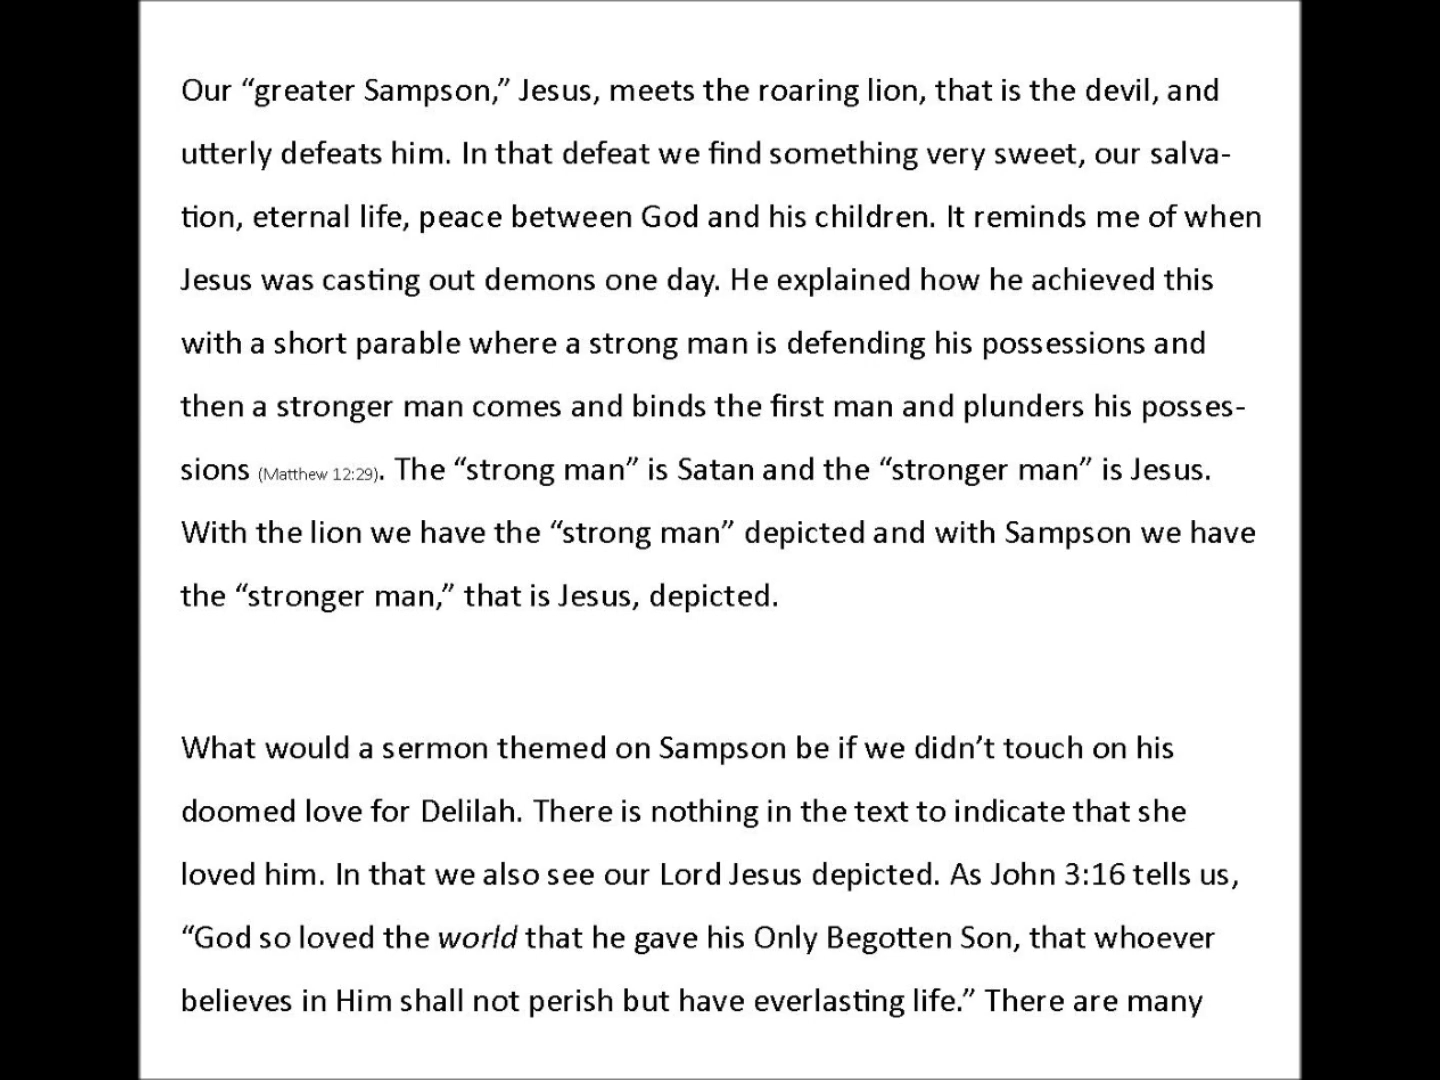 Our “greater Sampson,” Jesus, meets the roaring lion, that is the devil, and
utterly defeats him. In that defeat we find something very sweet, our salva-
tion, eternal life, peace between God and his children. It reminds me of when
Jesus was casting out demons one day. He explained how he achieved this
with a short parable where a strong man is defending his possessions and
then a stronger man comes and binds the first man and plunders his posses-
sions (Matthew 12:29). The “strong man” is Satan and the “stronger man” is Jesus.
With the lion we have the “strong man” depicted and with Sampson we have
the “stronger man,” that is Jesus, depicted.
What would a sermon themed on Sampson be if we didn’t touch on his
doomed love for Delilah. There is nothing in the text to indicate that she
loved him. In that we also see our Lord Jesus depicted. As John 3:16 tells us,
“God so loved the world that he gave his Only Begotten Son, that whoever
believes in Him shall not perish but have everlasting life.” There are many